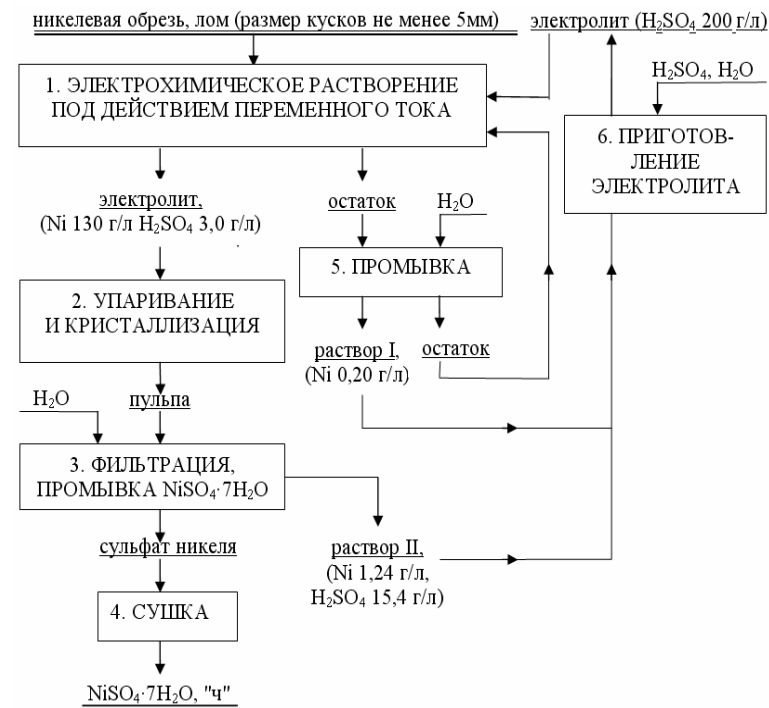 никелевая обрезь, лом (размер кусков не менее 5мм)
электролит (H₂SO₄ 200 г/л)
H₂SO₄, H₂O
1. ЭЛЕКТРОХИМИЧЕСКОЕ РАСТВОРЕНИЕ
ПОД ДЕЙСТВИЕМ ПЕРЕМЕННОГО ТОКА
6. ПРИГОТОВ-
ЛЕНИЕ
ЭЛЕКТРОЛИТА
электролит,
(Ni 130 г/л H₂SO₄ 3,0 г/л)
остаток
H₂O
5. ПРОМЫВКА
2. УПАРИВАНИЕ
И КРИСТАЛЛИЗАЦИЯ
раствор I,
(Ni 0,20 г/л)
остаток
H₂O
пульпа
3. ФИЛЬТРАЦИЯ,
ПРОМЫВКА NiSO₄·7H₂O
сульфат никеля
раствор II,
(Ni 1,24 г/л,
H₂SO₄ 15,4 г/л)
4. СУШКА
NiSO₄·7H₂O, "ч"